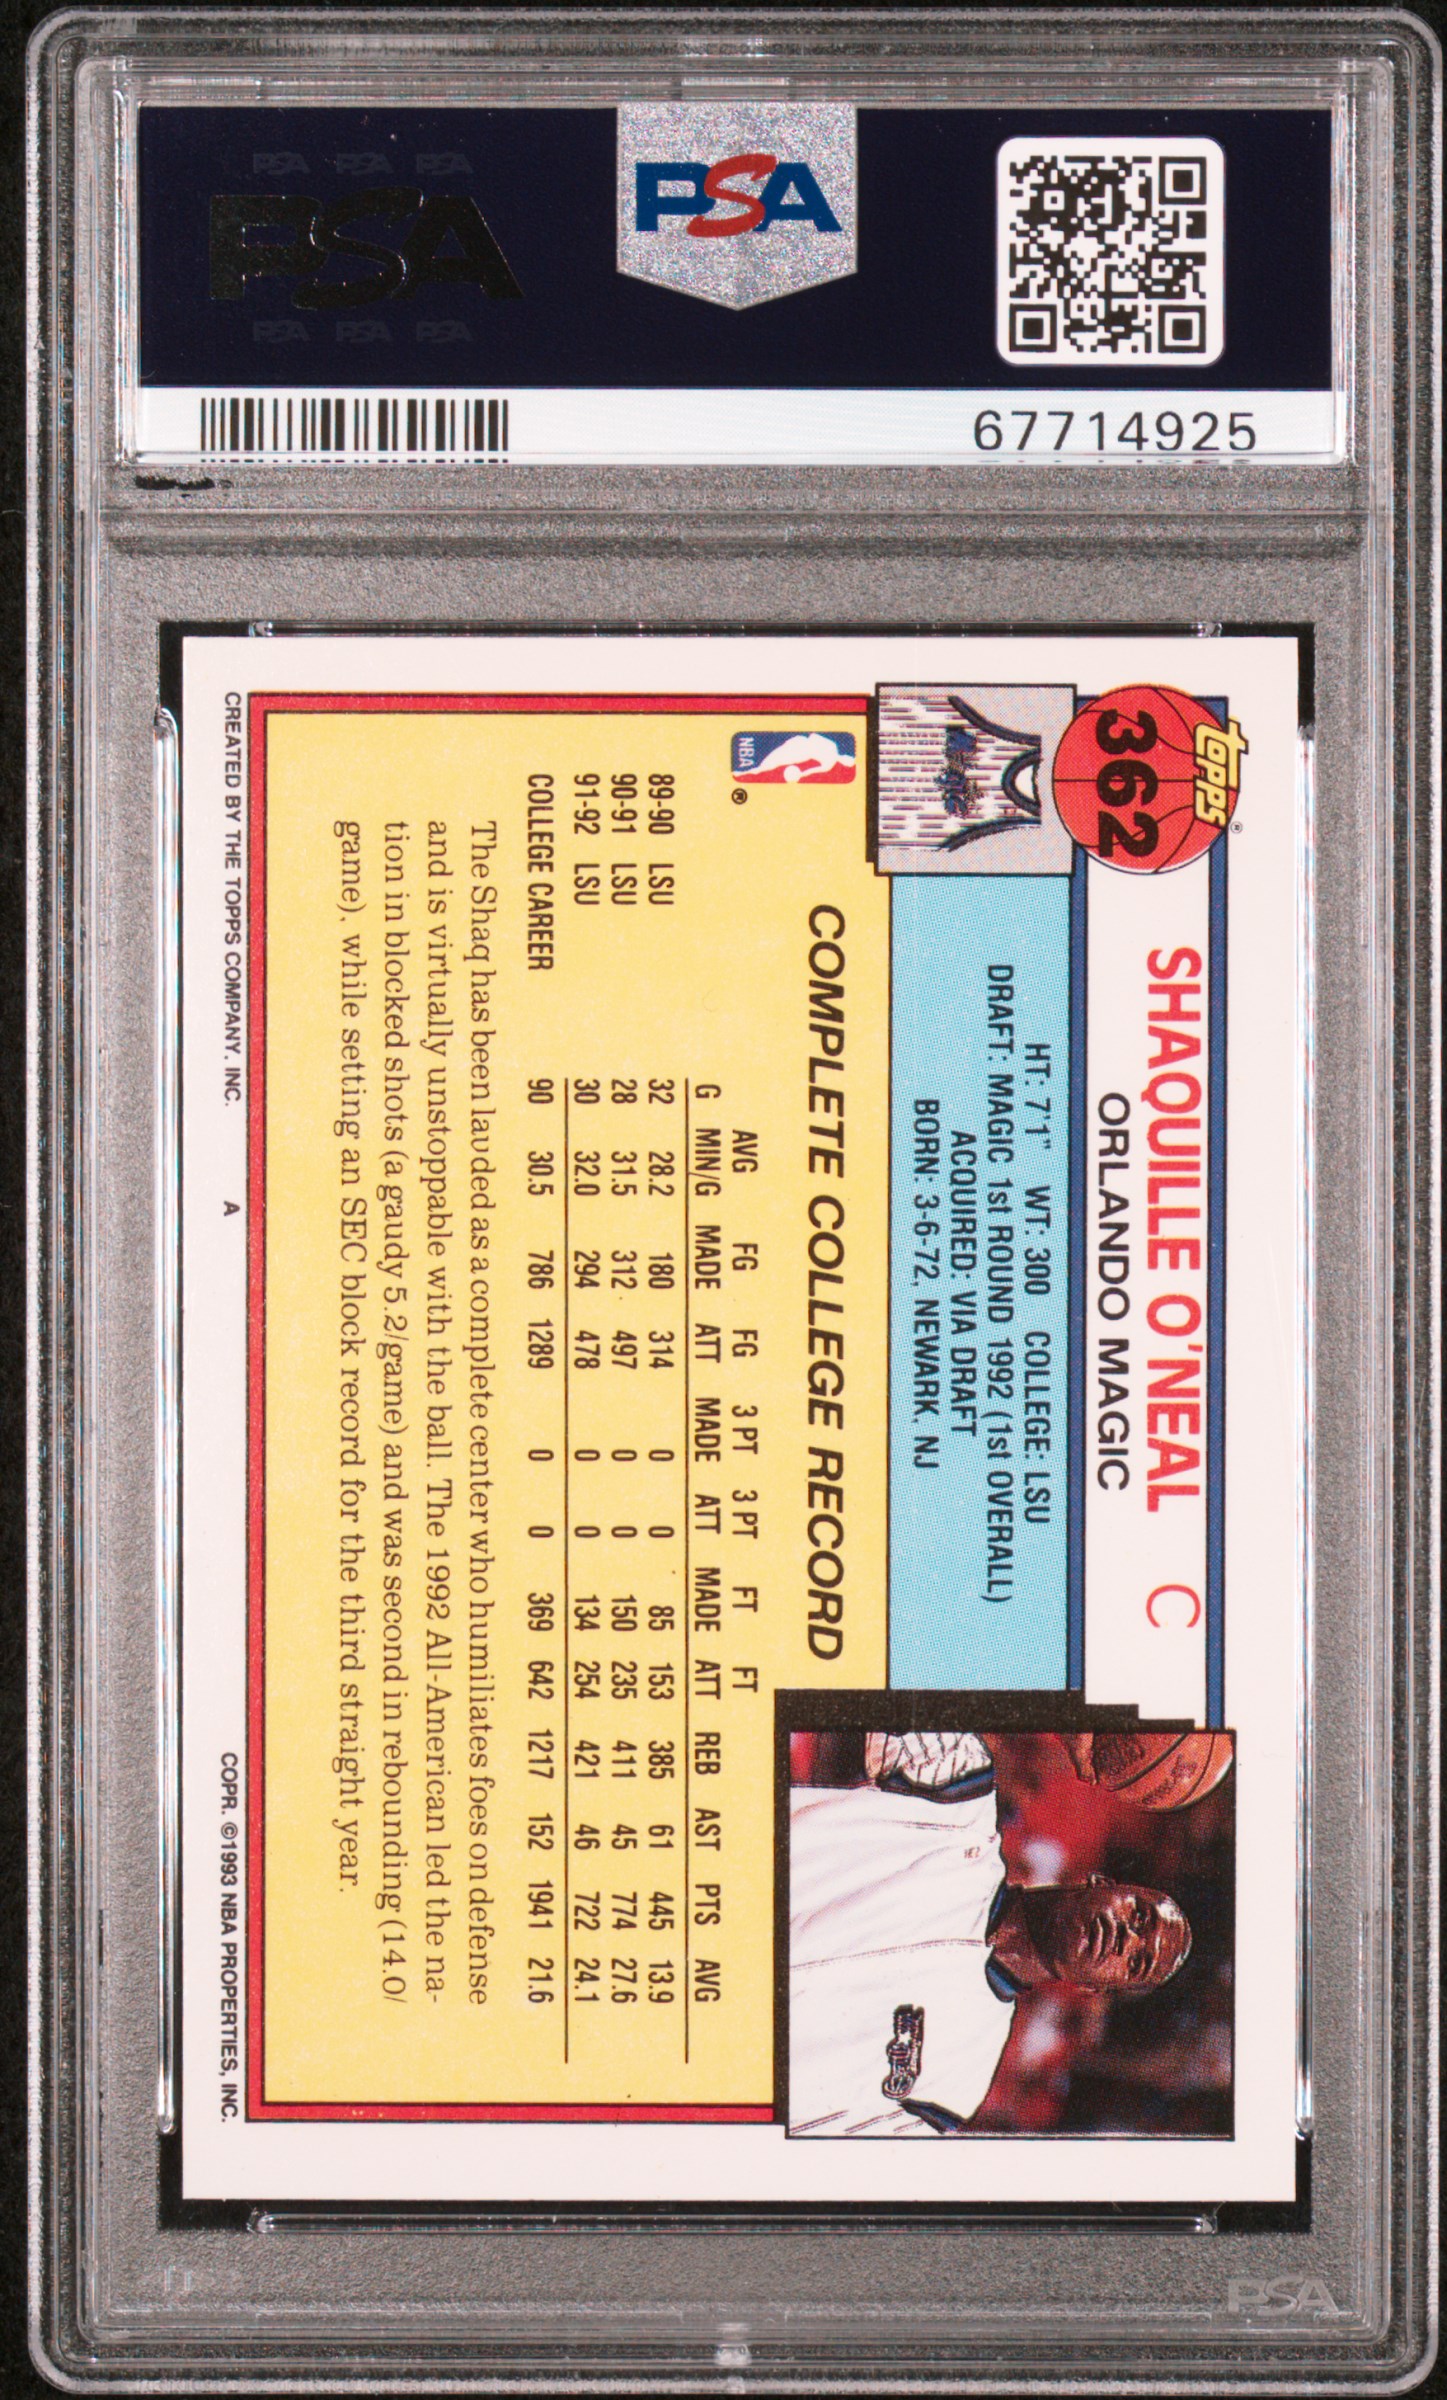 PSA PSA PSA
PSA
PSA PSA PSA
PSA
67714925
topps®
362
SHAQUILLE O'NEAL C
ORLANDO MAGIC
HT: 7'1" WT: 300 COLLEGE: LSU
DRAFT: MAGIC 1st ROUND 1992 (1st OVERALL)
ACQUIRED: VIA DRAFT
BORN: 3-6-72, NEWARK, NJ
Magic
NBA ®
COMPLETE COLLEGE RECORD
AVG FG FG 3 PT 3 PT FT FT
G MIN/G MADE ATT MADE ATT MADE ATT REB AST PTS AVG
89-90 LSU 32 28.2 180 314 0 0 85 153 385 61 445 13.9
90-91 LSU 28 31.5 312 497 0 0 150 235 411 45 774 27.6
91-92 LSU 30 32.0 294 478 0 0 134 254 421 46 722 24.1
COLLEGE CAREER 90 30.5 786 1289 0 0 369 642 1217 152 1941 21.6
The Shaq has been lauded as a complete center who humiliates foes on defense
and is virtually unstoppable with the ball. The 1992 All-American led the na-
tion in blocked shots (a gaudy 5.2/game) and was second in rebounding (14.0/
game), while setting an SEC block record for the third straight year.
CREATED BY THE TOPPS COMPANY, INC. A COPR. ©1993 NBA PROPERTIES, INC.
PSA